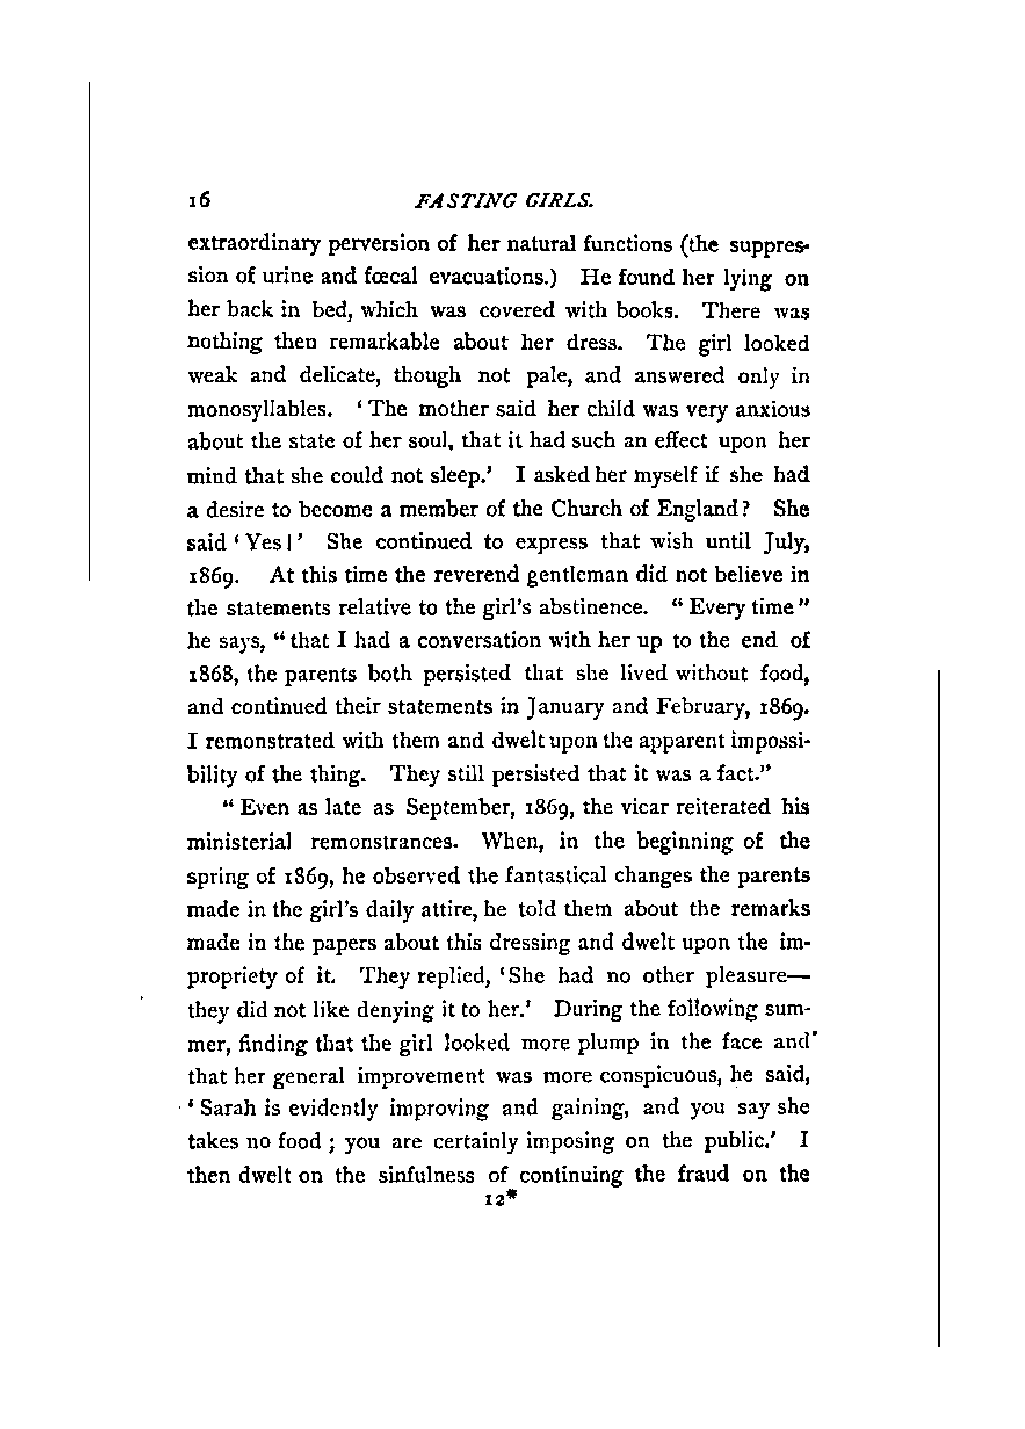 16 FASTING GIRLS.
extraordinary perversion of her natural functions (the suppres-
sion of urine and fœcal evacuations.) He found her lying on
her back in bed, which was covered with books. There was
nothing then remarkable about her dress. The girl looked
weak and delicate, though not pale, and answered only in
monosyllables. ‘The mother said her child was very anxious
about the state of her soul, that it had such an effect upon her
mind that she could not sleep.’ I asked her myself if she had
a desire to become a member of the Church of England? She
said ‘Yes!’ She continued to express that wish until July,
1869. At this time the reverend gentleman did not believe in
the statements relative to the girl's abstinence. “Every time”
he says, “that I had a conversation with her up to the end of
1868, the parents both persisted that she lived without food,
and continued their statements in January and February, 1869.
I remonstrated with them and dwelt upon the apparent impossi-
bility of the thing. They still persisted that it was a fact.”
“Even as late as September, 1869, the vicar reiterated his
ministerial remonstrances. When, in the beginning of the
spring of 1869, he observed the fantastical changes the parents
made in the girl's daily attire, he told them about the remarks
made in the papers about this dressing and dwelt upon the im-
propriety of it. They replied, ‘She had no other pleasure—
they did not like denying it to her.’ During the following sum-
mer, finding that the girl looked more plump in the face and
that her general improvement was more conspicuous, he said,
‘Sarah is evidently improving and gaining, and you say she
takes no food; you are certainly imposing on the public.’ I
then dwelt on the sinfulness of continuing the fraud on the
12*